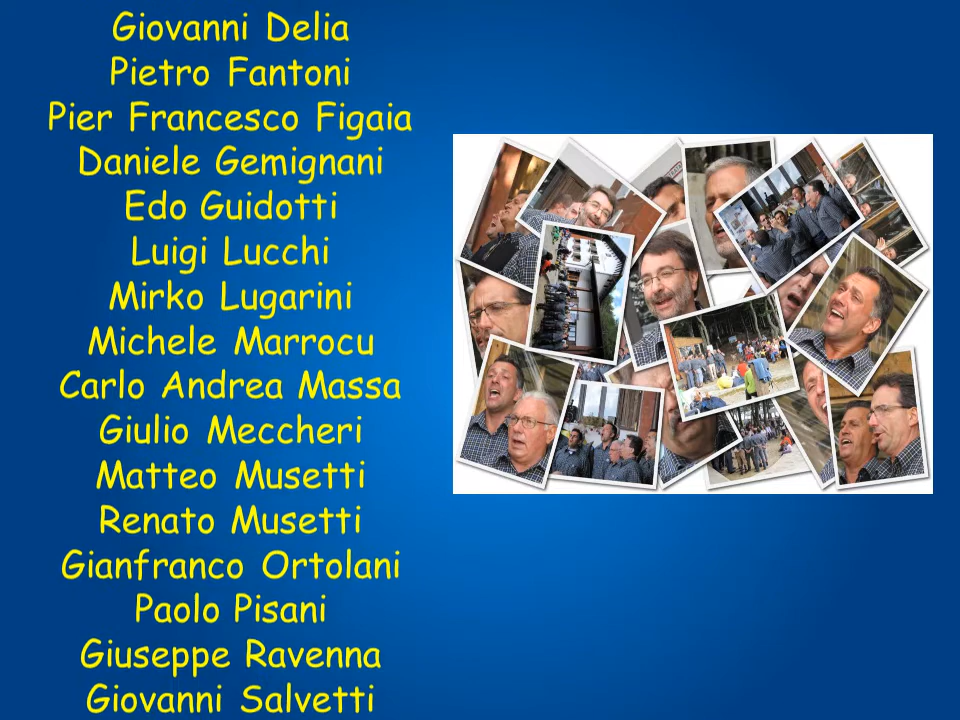 Giovanni Delia
Pietro Fantoni
Pier Francesco Figaia
Daniele Gemignani
Edo Guidotti
Luigi Lucchi
Mirko Lugarini
Michele Marrocu
Carlo Andrea Massa
Giulio Meccheri
Matteo Musetti
Renato Musetti
Gianfranco Ortolani
Paolo Pisani
Giuseppe Ravenna
Giovanni Salvetti